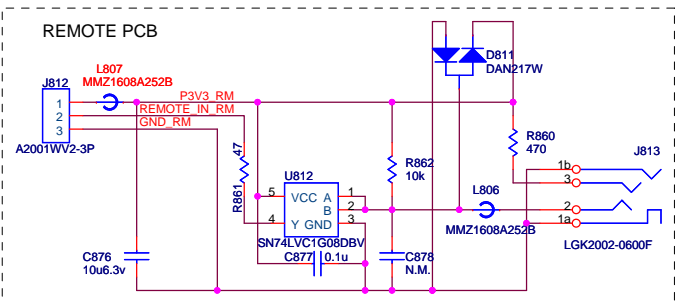 REMOTE PCB
L807
MMZ1608A252B
J812
1
2
3
A2001WV2-3P
P3V3_RM
REMOTE_IN_RM
GND_RM
D811
DAN217W
R860
470
J813
1b
3
2
1a
LGK2002-0600F
R861
47
R862
10k
L806
MMZ1608A252B
U812
5
VCC A
1
B
2
4
Y GND
3
SN74LVC1G08DBV
C876
10u6.3v
C877
0.1u
C878
N.M.